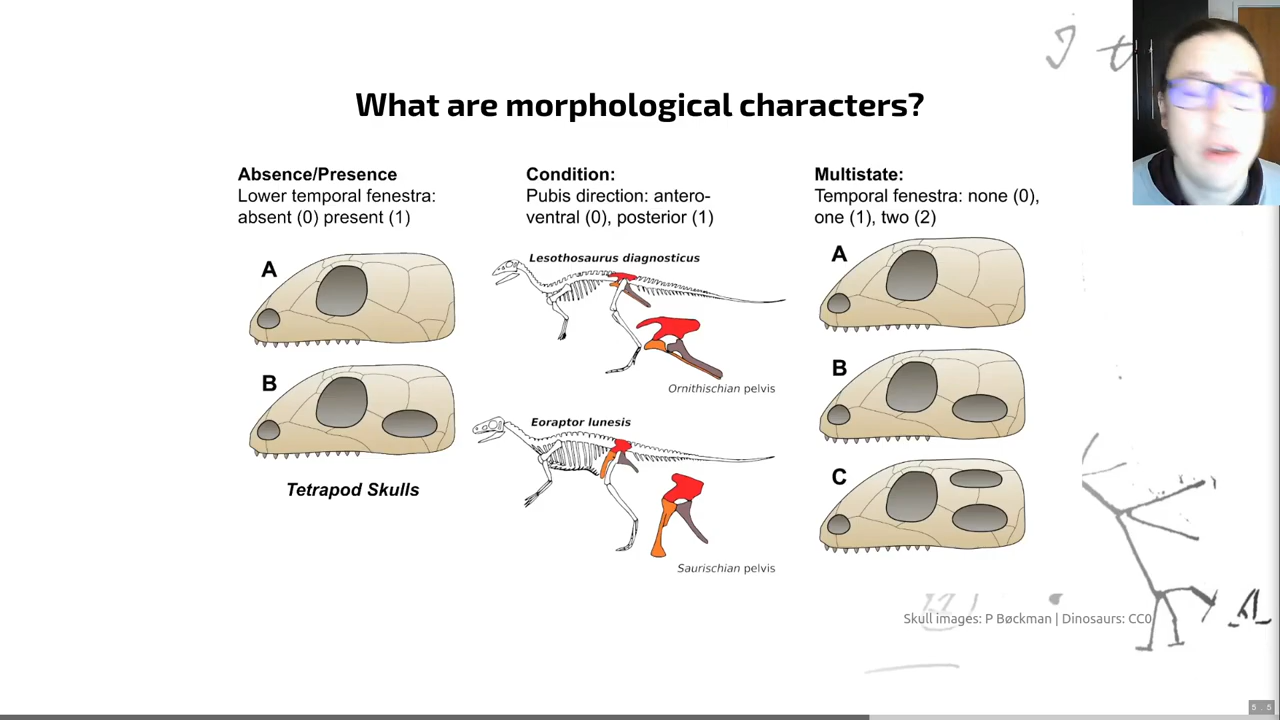 What are morphological characters?
Absence/Presence
Lower temporal fenestra:
absent (0) present (1)
A
B
Tetrapod Skulls
Condition:
Pubis direction: antero-
ventral (0), posterior (1)
Lesothosaurus diagnosticus
Ornithischian pelvis
Eoraptor lunesis
Saurischian pelvis
Multistate:
Temporal fenestra: none (0),
one (1), two (2)
A
B
C
Skull images: P Bøckman | Dinosaurs: CC0
5 . 5